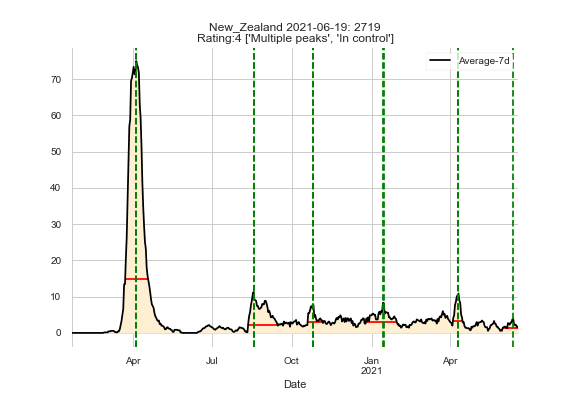 New_Zealand 2021-06-19: 2719
Rating:4 ['Multiple peaks', 'In control']
Average-7d
70
60
50
40
30
20
10
0
Apr
Jul
Oct
Jan
2021
Apr
Date